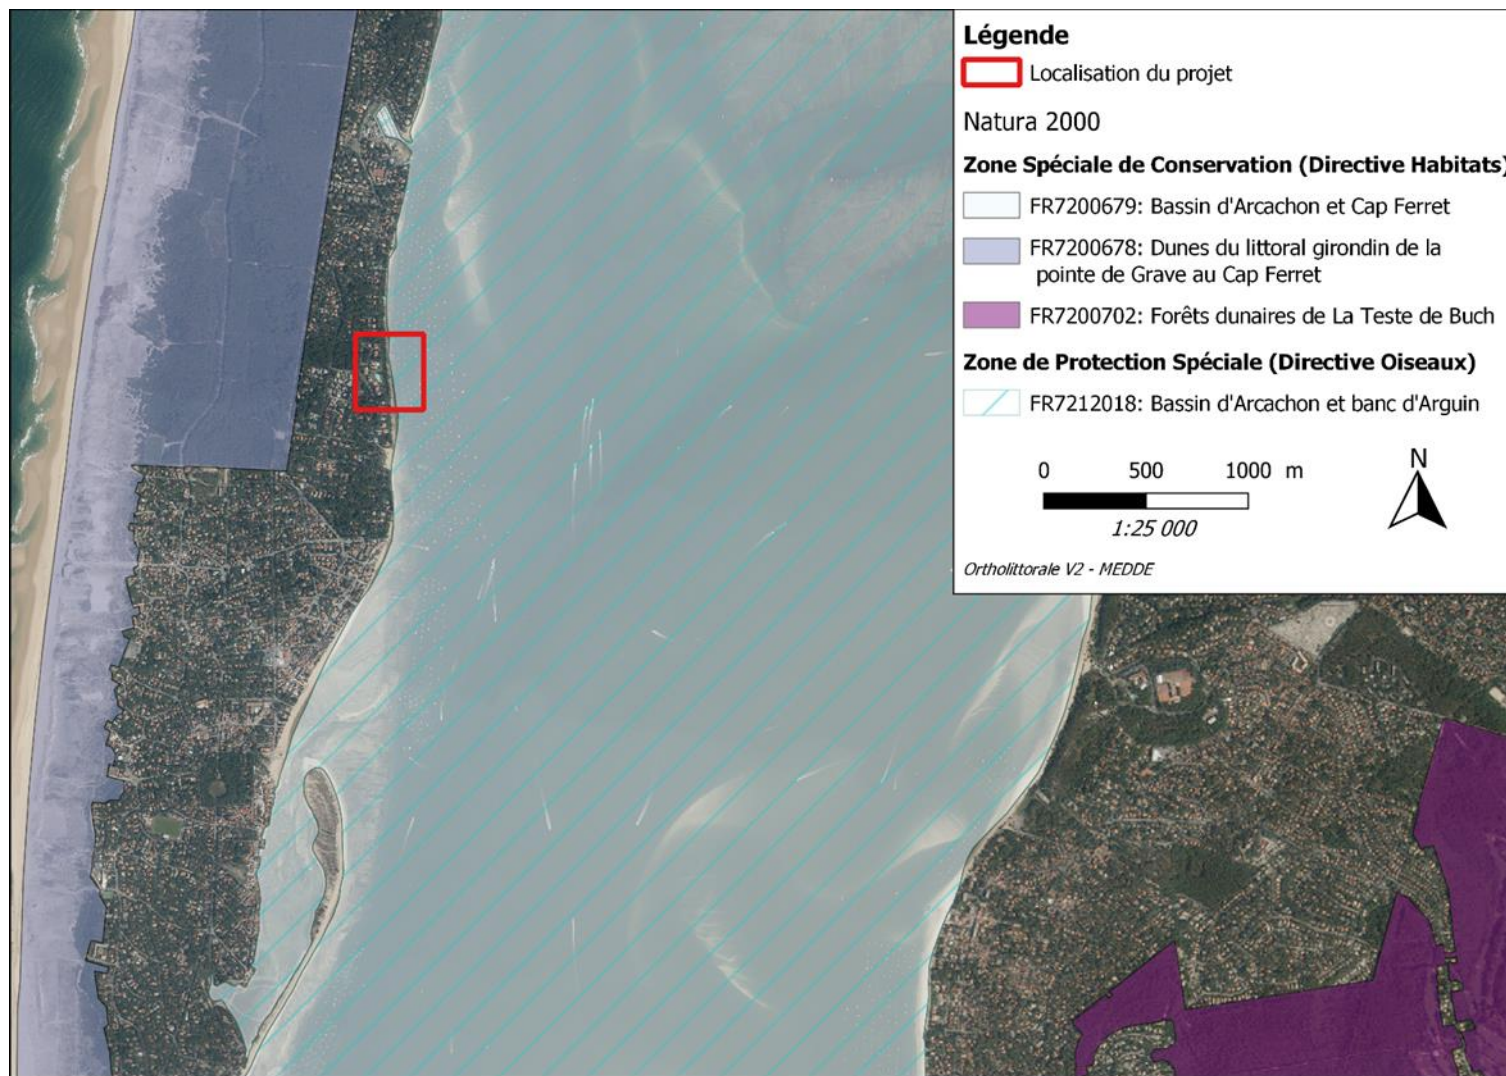 Légende
Localisation du projet
Natura 2000
Zone Spéciale de Conservation (Directive Habitats)
FR7200679: Bassin d'Arcachon et Cap Ferret
FR7200678: Dunes du littoral girondin de la
pointe de Grave au Cap Ferret
FR7200702: Forêts dunaires de La Teste de Buch
Zone de Protection Spéciale (Directive Oiseaux)
FR7212018: Bassin d'Arcachon et banc d'Arguin
0 500 1000 m
1:25 000
N
Ortholittorale V2 - MEDDE